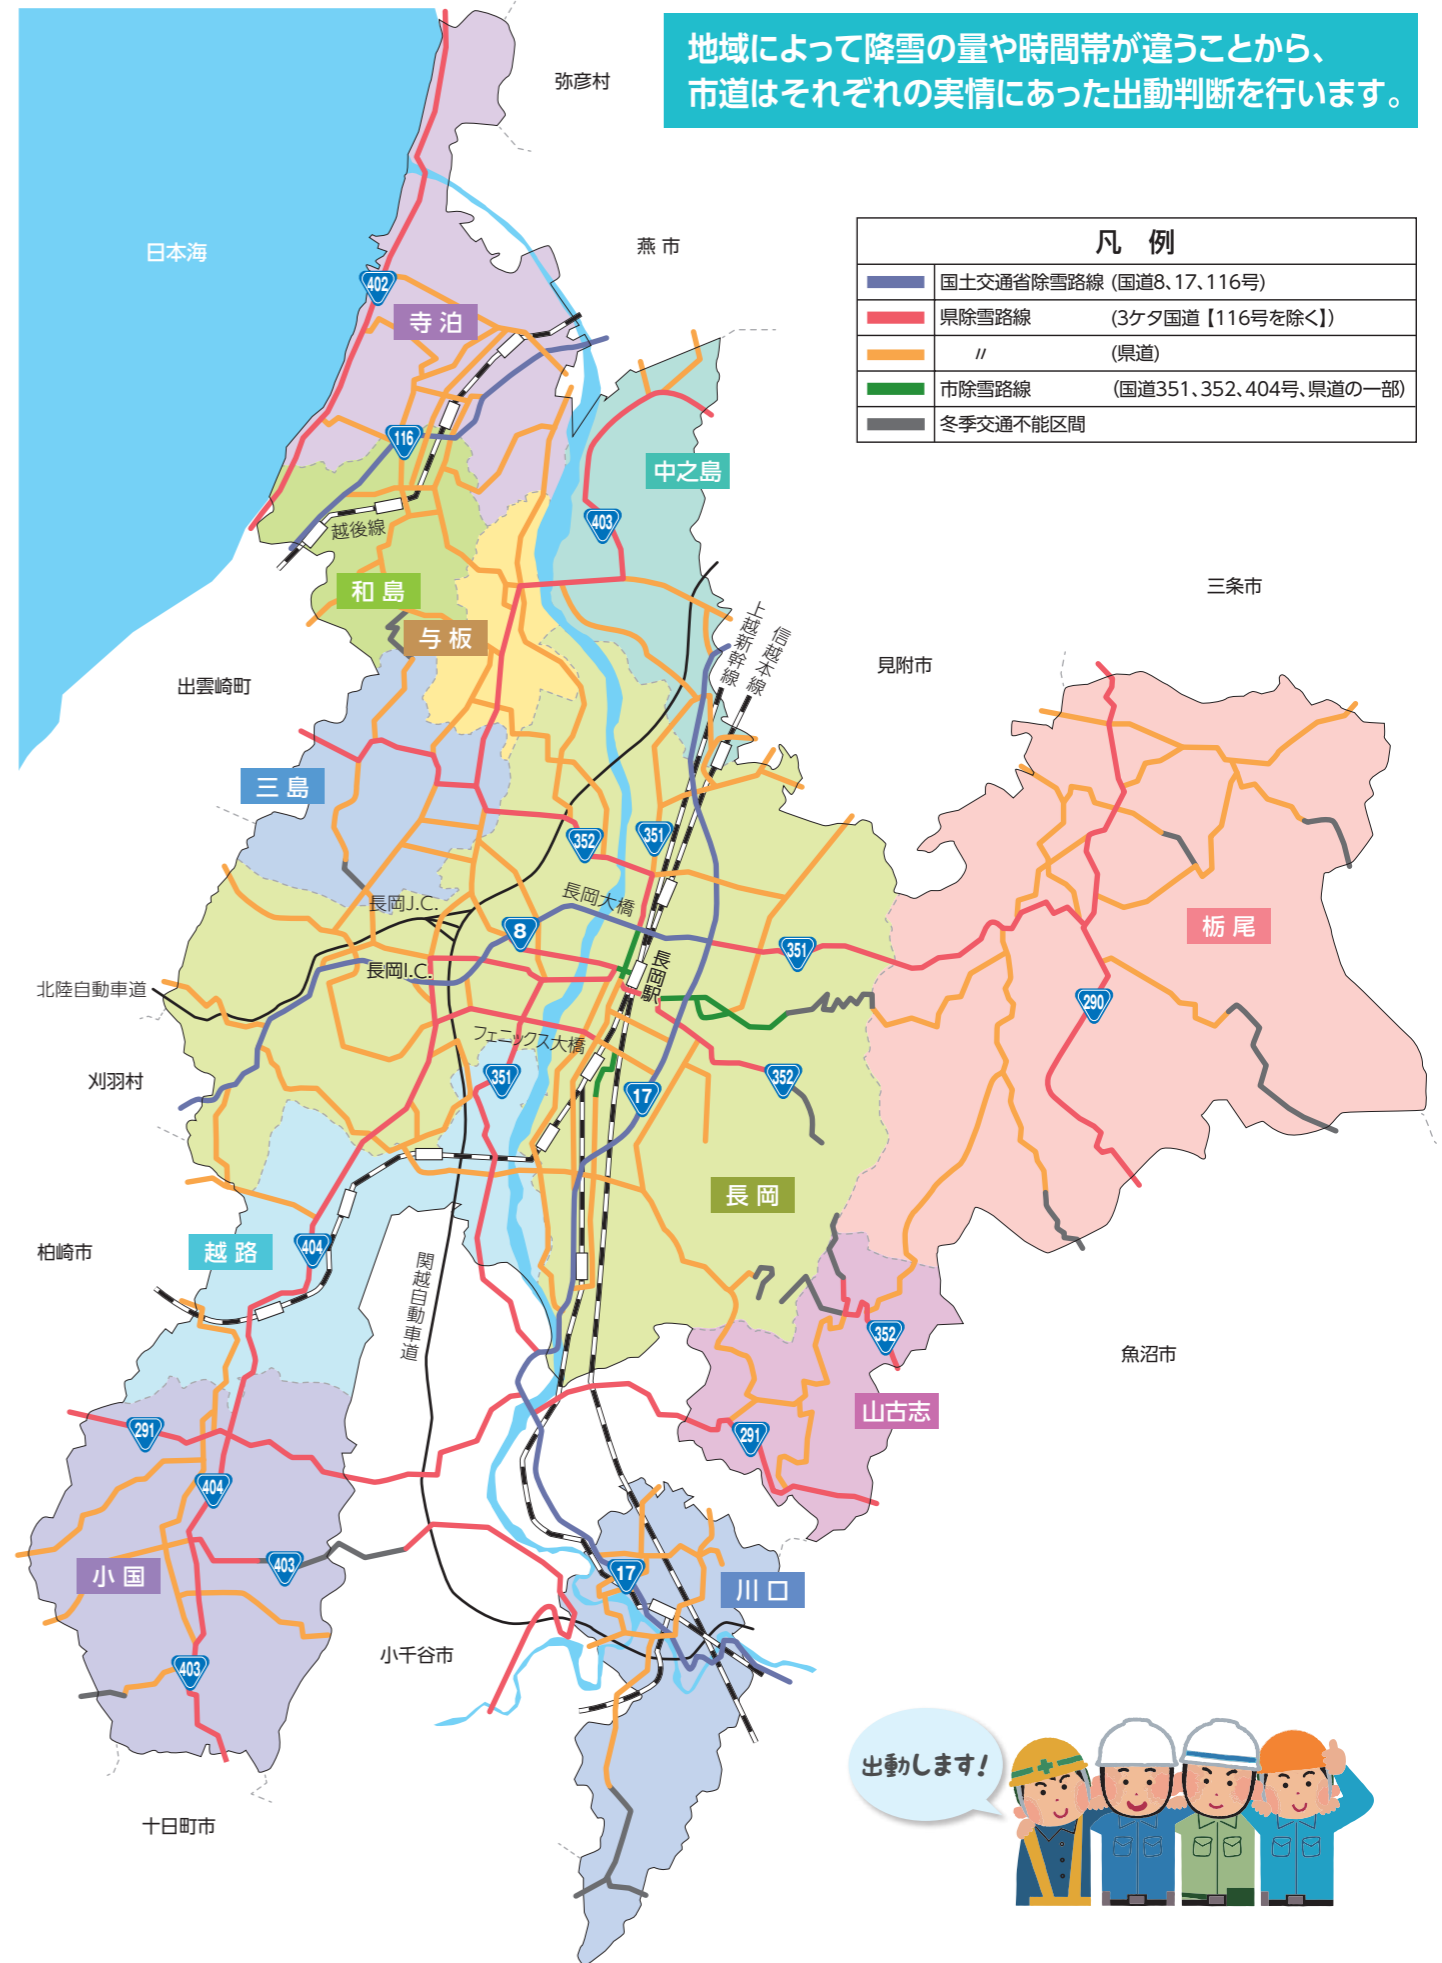 地域によって降雪の量や時間帯が違うことから、
市道はそれぞれの実情にあった出動判断を行います。
弥彦村
燕市
日本海
凡 例
国土交通省除雪路線 (国道8、17、116号)
県除雪路線 (3ケタ国道【116号を除く】)
〃 (県道)
市除雪路線 (国道351、352、404号、県道の一部)
冬季交通不能区間
402
寺泊
116
中之島
403
越後線
和島
与板
三条市
上越新幹線
信越本線
見附市
出雲崎町
三島
352
351
長岡大橋
長岡J.C.
8
351
栃尾
長岡I.C.
長岡駅
北陸自動車道
290
フェニックス大橋
刈羽村
351
352
17
長岡
柏崎市
越路
404
関越自動車道
352
魚沼市
山古志
291
291
404
403
小国
17
川口
小千谷市
403
出動します!
十日町市